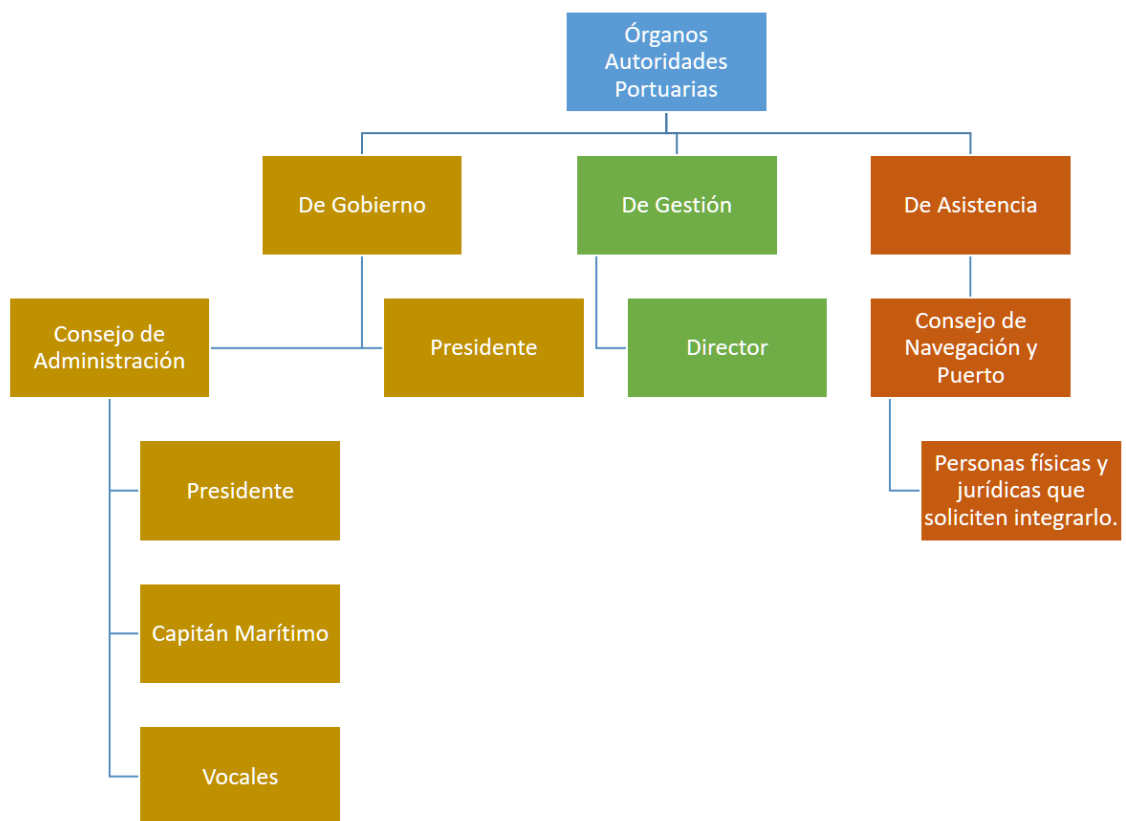 Órganos
Autoridades
Portuarias
De Gobierno
De Gestión
De Asistencia
Consejo de
Administración
Presidente
Director
Consejo de
Navegación y
Puerto
Presidente
Personas físicas y
jurídicas que
soliciten integrarlo.
Capitán Marítimo
Vocales